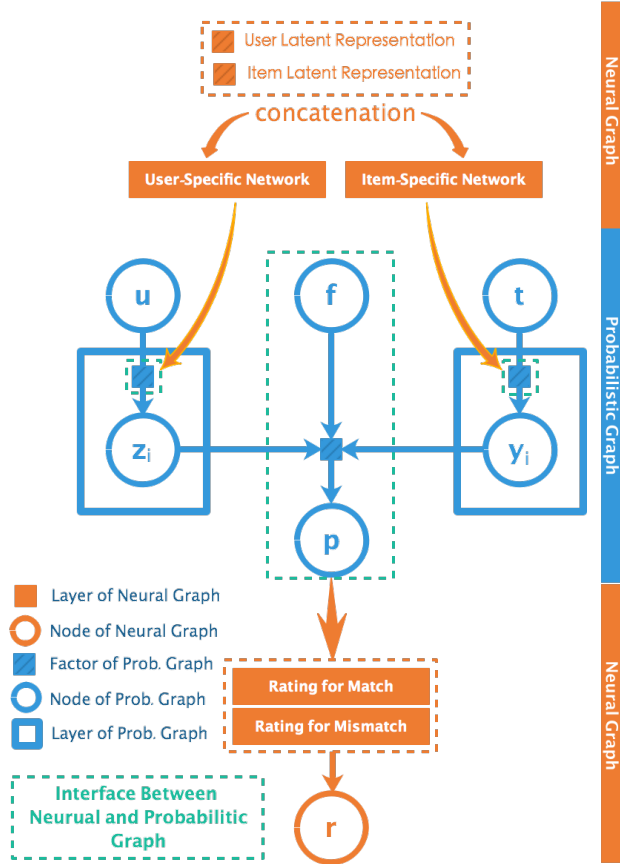 User Latent Representation
Item Latent Representation
concatenation
User-Specific Network
Item-Specific Network
Neural Graph
u
f
t
z i
y i
p
Probabilistic Graph
Layer of Neural Graph
Node of Neural Graph
Factor of Prob. Graph
Node of Prob. Graph
Layer of Prob. Graph
Rating for Match
Rating for Mismatch
Interface Between
Neurual and Probabilitic
Graph
r
Neural Graph